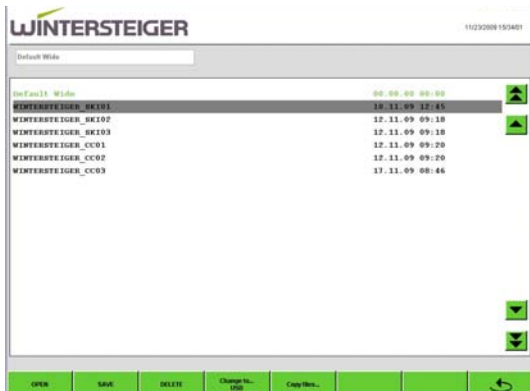 WINTERSTEIGER
11/23/2009 15:34:01
Default Wide
Default Wide 00.00.00 00:00
WINTERSTEIGER_SKI01 10.11.09 12:45
WINTERSTEIGER_SKI02 12.11.09 09:18
WINTERSTEIGER_SKI03 12.11.09 09:18
WINTERSTEIGER_CC01 12.11.09 09:20
WINTERSTEIGER_CC02 12.11.09 09:20
WINTERSTEIGER_CC03 17.11.09 08:46
OPEN SAVE DELETE Change to... USB Copy files...